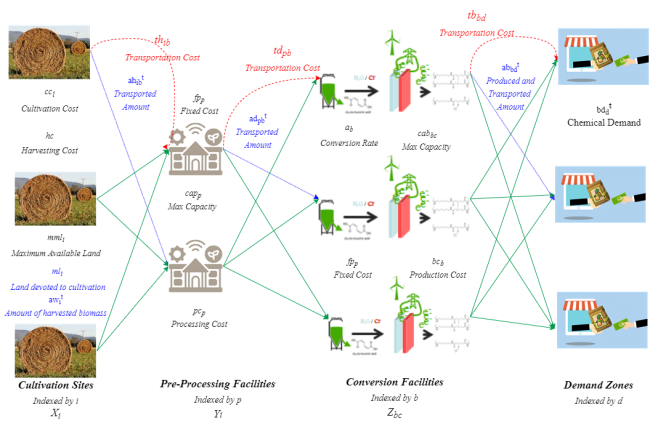 th_ib
Transportation Cost
td_pb
Transportation Cost
tb_bd
Transportation Cost
cc_i
Cultivation Cost
ab_ib^t
Transported
Amount
fp_p
Fixed Cost
ad_pb^t
Transported
Amount
a_b
Conversion Rate
cab_bc
Max Capacity
ab_bd^t
Produced and
Transported
Amount
bd_d^t
Chemical Demand
hc
Harvesting Cost
cap_p
Max Capacity
mml_i
Maximum Available Land
ml_i
Land devoted to cultivation
aw_i^t
Amount of harvested biomass
pc_p
Processing Cost
fp_p
Fixed Cost
bc_b
Production Cost
Cultivation Sites
Indexed by i
X_i
Pre-Processing Facilities
Indexed by p
Y_i
Conversion Facilities
Indexed by b
Z_bc
Demand Zones
Indexed by d